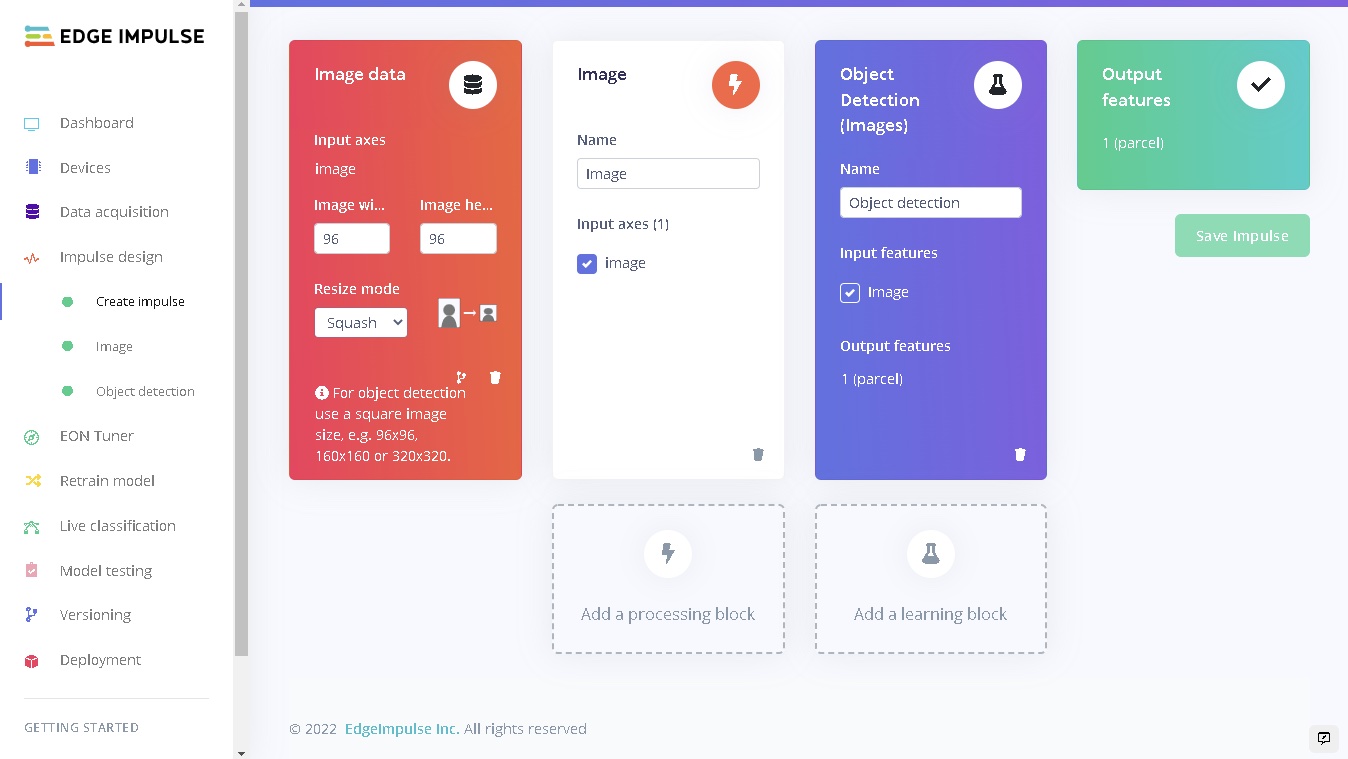 EDGE IMPULSE
Dashboard
Devices
Data acquisition
Impulse design
Create impulse
Image
Object detection
EON Tuner
Retrain model
Live classification
Model testing
Versioning
Deployment
GETTING STARTED
Image data
Input axes
image
Image wi...
Image he...
96
96
Resize mode
Squash
For object detection
use a square image
size, e.g. 96x96,
160x160 or 320x320.
Image
Name
Image
Input axes (1)
image
Object
Detection
(Images)
Name
Object detection
Input features
Image
Output features
1 (parcel)
Output
features
1 (parcel)
Save Impulse
Add a processing block
Add a learning block
© 2022 EdgeImpulse Inc. All rights reserved